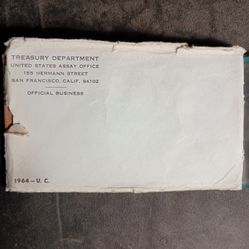 TREASURY DEPARTMENT
UNITED STATES ASSAY OFFICE
155 HERMANN STREET
SAN FRANCISCO, CALIF. 94102
OFFICIAL BUSINESS
1964—U. C.